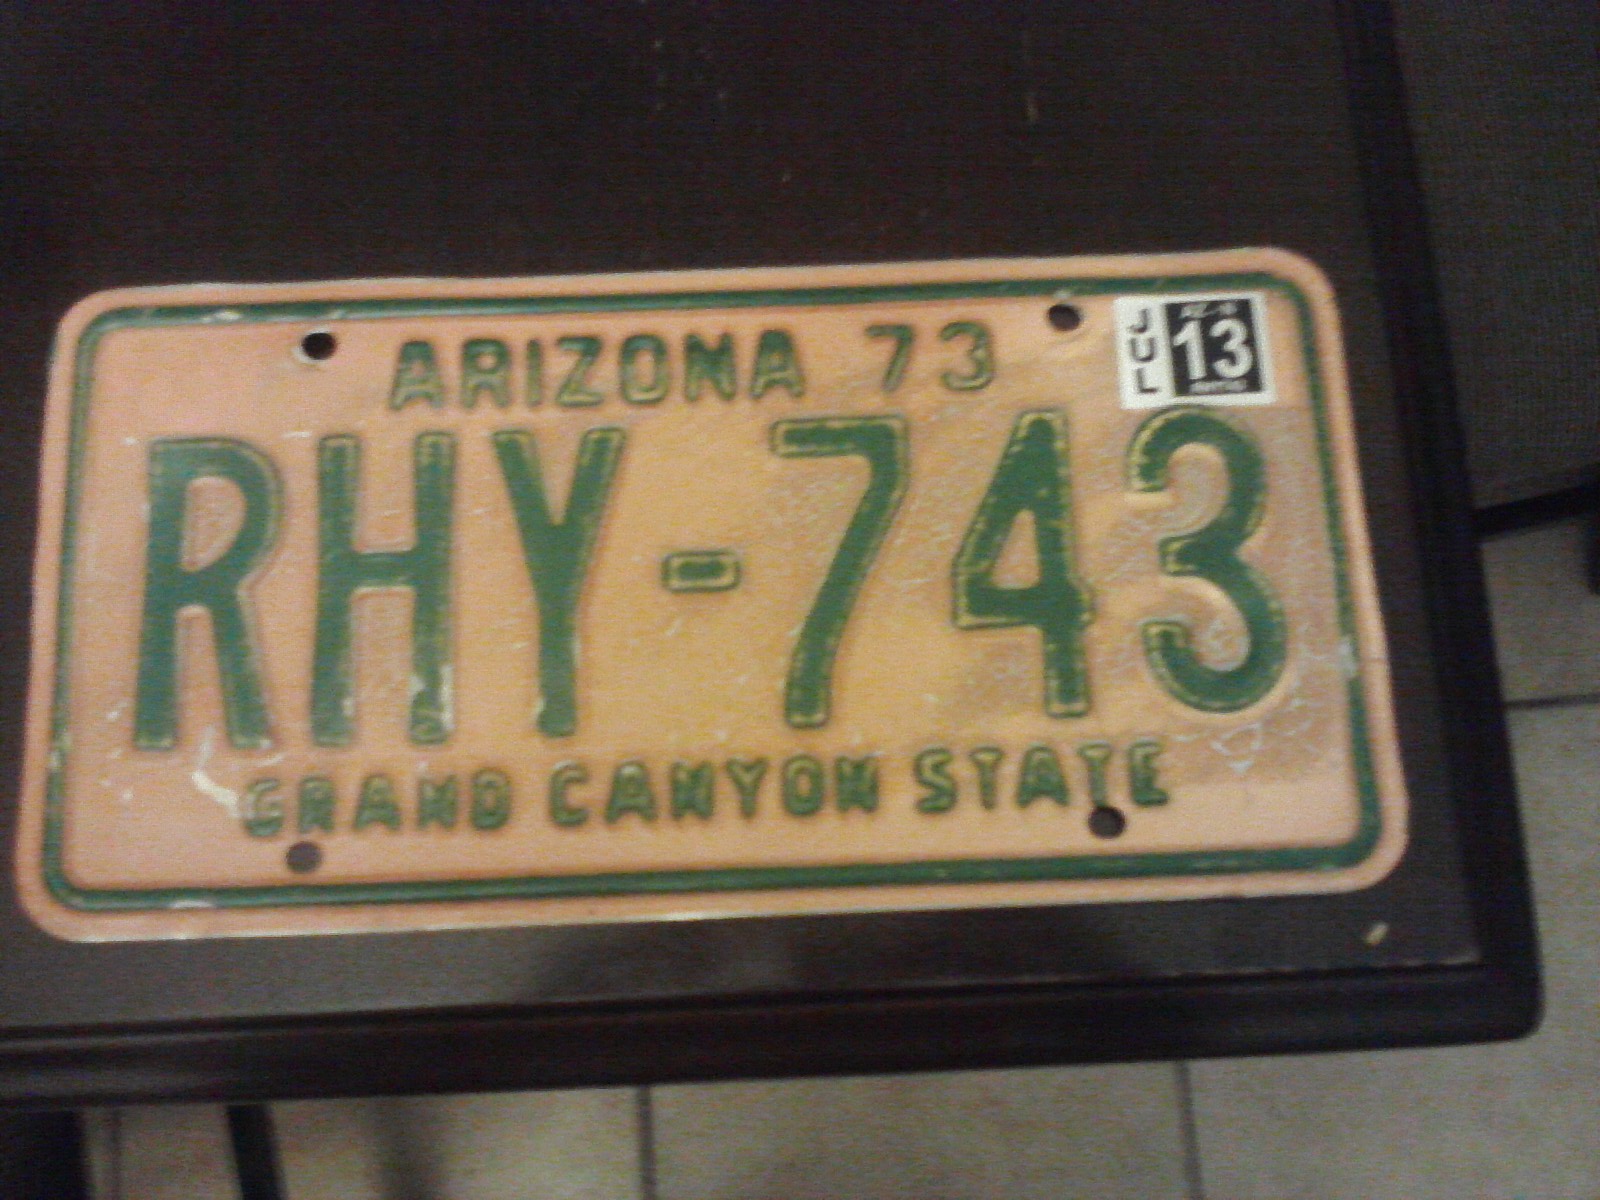 ARIZONA 73
JUL 13
RHY-743
GRAND CANYON STATE